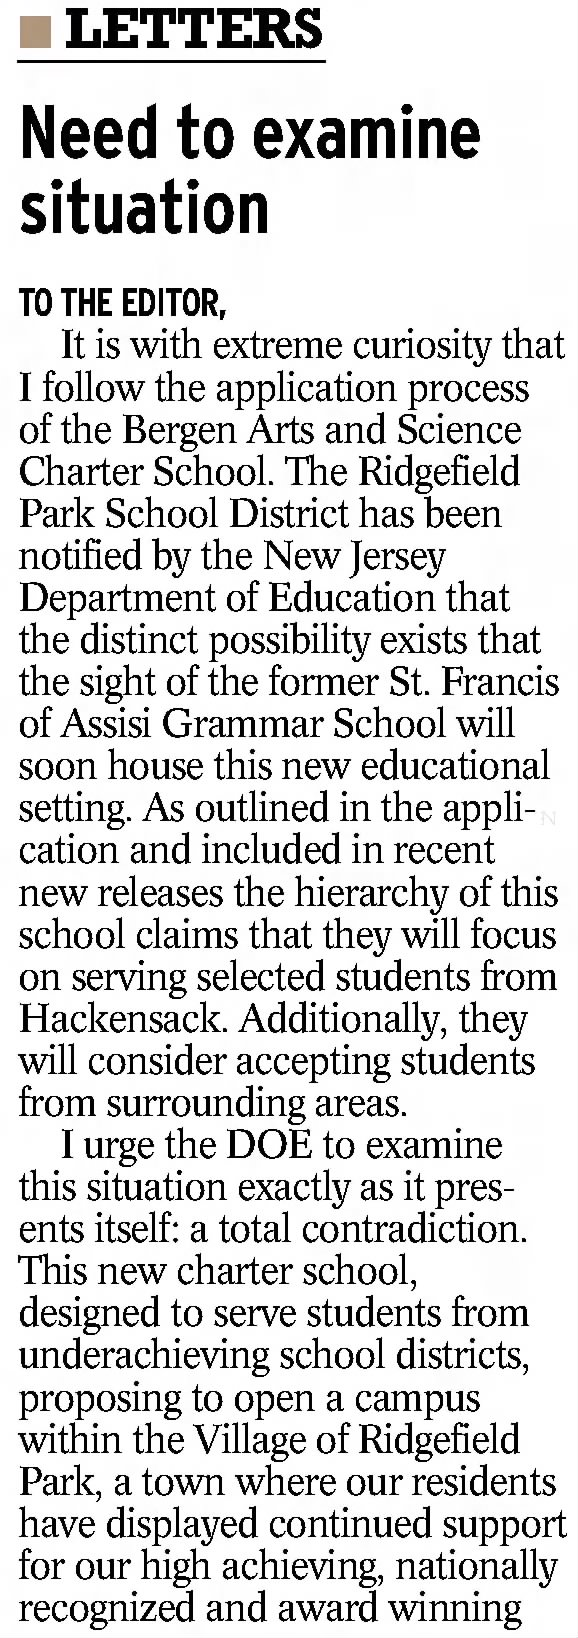 LETTERS
Need to examine
situation
TO THE EDITOR,
It is with extreme curiosity that
I follow the application process
of the Bergen Arts and Science
Charter School. The Ridgefield
Park School District has been
notified by the New Jersey
Department of Education that
the distinct possibility exists that
the sight of the former St. Francis
of Assisi Grammar School will
soon house this new educational
setting. As outlined in the appli-
cation and included in recent
new releases the hierarchy of this
school claims that they will focus
on serving selected students from
Hackensack. Additionally, they
will consider accepting students
from surrounding areas.
I urge the DOE to examine
this situation exactly as it pres-
ents itself: a total contradiction.
This new charter school,
designed to serve students from
underachieving school districts,
proposing to open a campus
within the Village of Ridgefield
Park, a town where our residents
have displayed continued support
for our high achieving, nationally
recognized and award winning